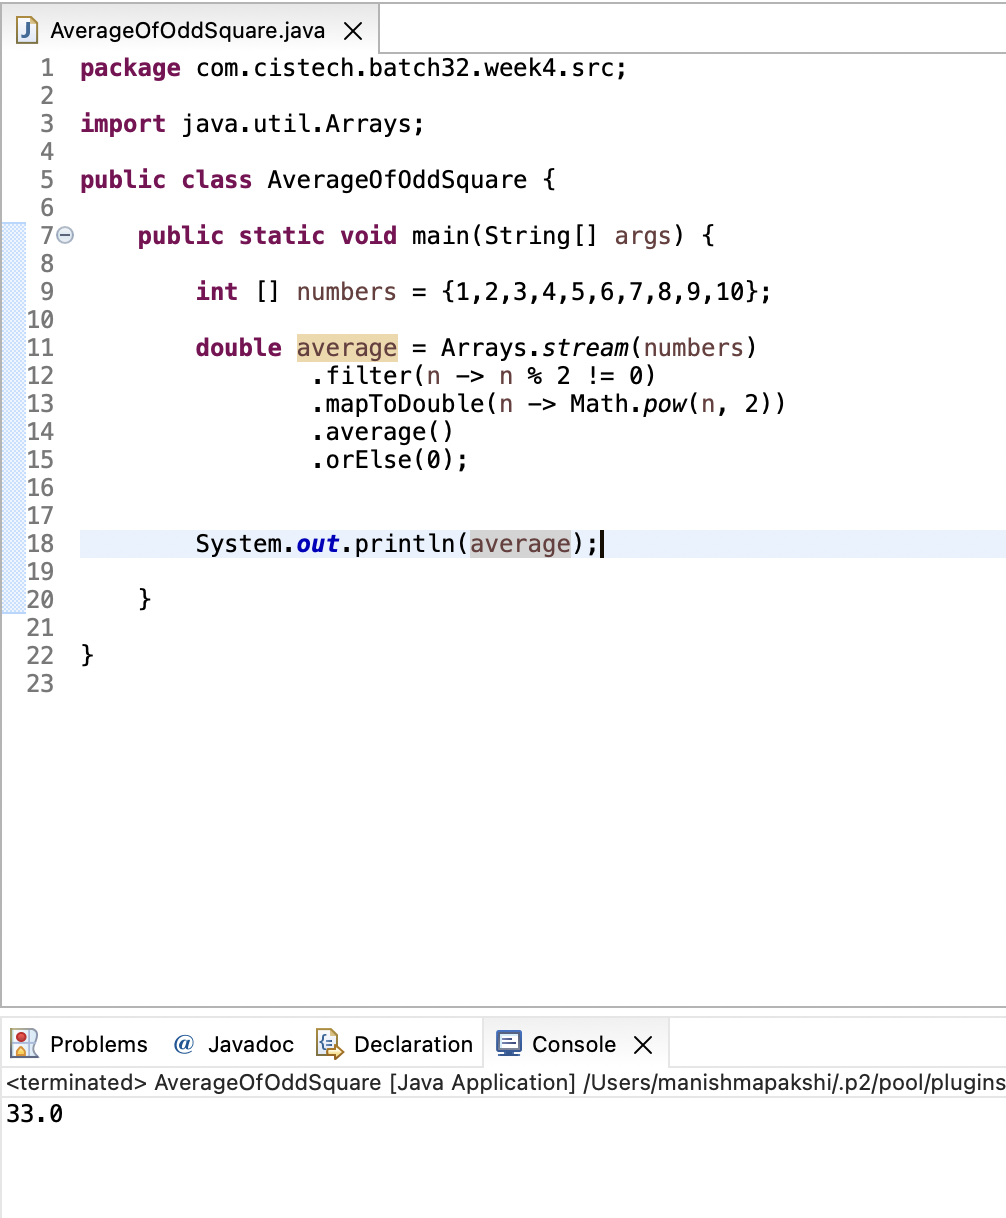 AverageOfOddSquare.java
1 package com.cistech.batch32.week4.src;
2
3 import java.util.Arrays;
4
5 public class AverageOfOddSquare {
6
7 public static void main(String[] args) {
8
9 int [] numbers = {1,2,3,4,5,6,7,8,9,10};
10
11 double average = Arrays.stream(numbers)
12 .filter(n -> n % 2 != 0)
13 .mapToDouble(n -> Math.pow(n, 2))
14 .average()
15 .orElse(0);
16
17
18 System.out.println(average);
19
20 }
21
22 }
23
Problems @ Javadoc Declaration Console
<terminated> AverageOfOddSquare [Java Application] /Users/manishmapakshi/.p2/pool/plugins
33.0